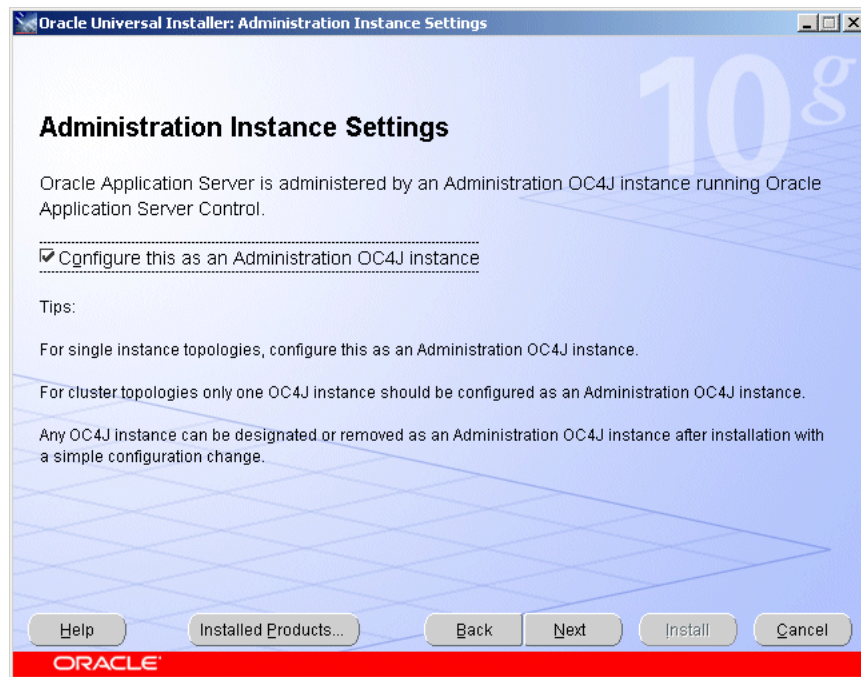 Oracle Universal Installer: Administration Instance Settings
10g
Administration Instance Settings
Oracle Application Server is administered by an Administration OC4J instance running Oracle
Application Server Control.
Configure this as an Administration OC4J instance
Tips:
For single instance topologies, configure this as an Administration OC4J instance.
For cluster topologies only one OC4J instance should be configured as an Administration OC4J instance.
Any OC4J instance can be designated or removed as an Administration OC4J instance after installation with
a simple configuration change.
Help Installed Products... Back Next Install Cancel
ORACLE